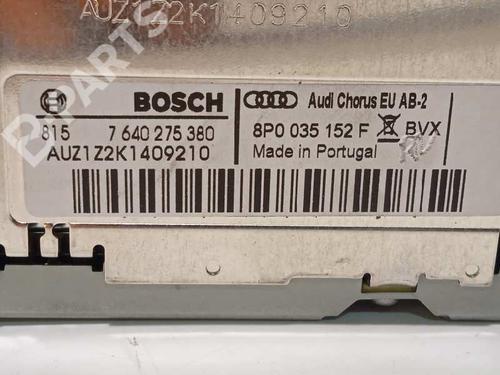 AUZ1Z2K1409210
BOSCH
Audi Chorus EU AB-2
815 7 640 275 380
8P0 035 152 F BVX
AUZ1Z2K1409210
Made in Portugal
B-PARTS